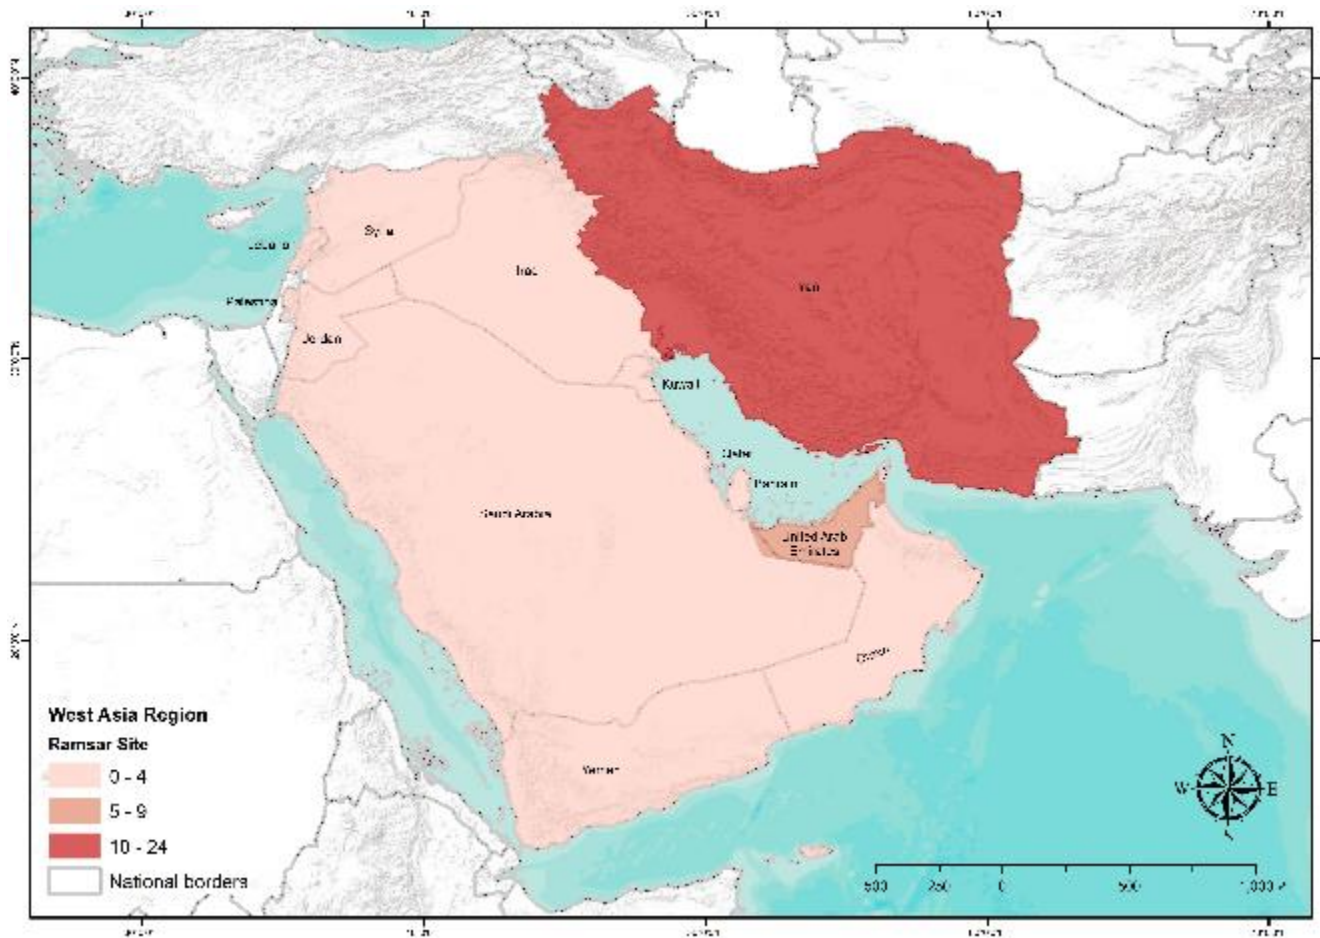 Syria
Iraq
Iran
Palestine
Jordan
Kuwait
Qatar
Bahrain
Saudi Arabia
United Arab
Emirates
Oman
Yemen
West Asia Region
Ramsar Site
0 - 4
5 - 9
10 - 24
National borders
N
W
E
500 250 0 500